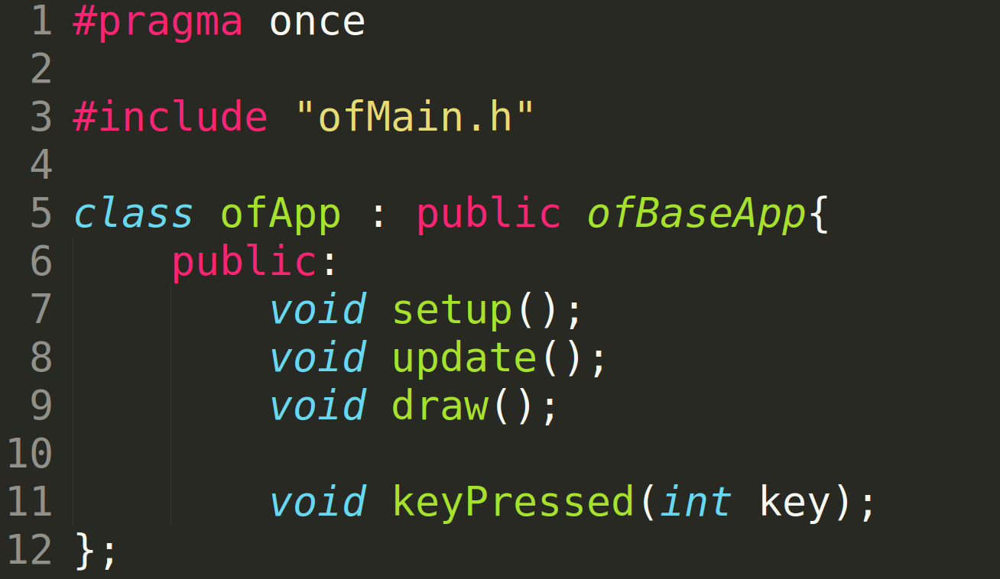 1 #pragma once
2
3 #include "ofMain.h"
4
5 class ofApp : public ofBaseApp{
6     public:
7         void setup();
8         void update();
9         void draw();
10
11         void keyPressed(int key);
12 };